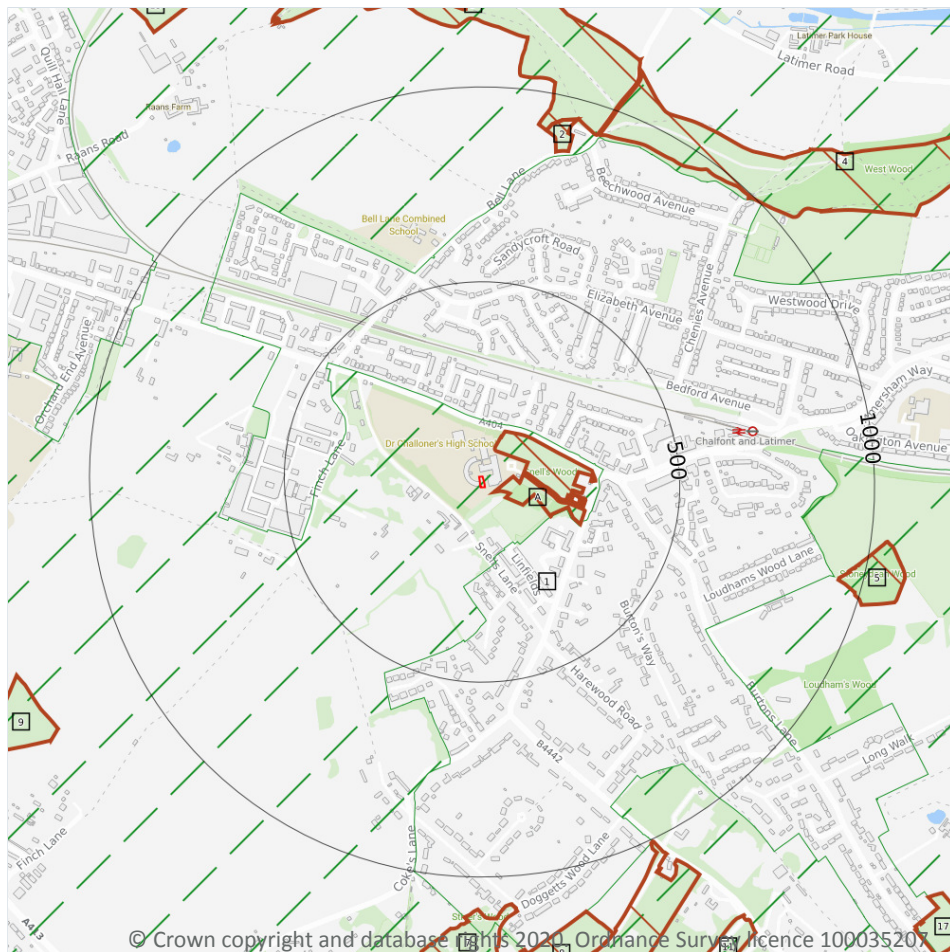 Latimer Park House
Latimer Road
Quill Hall Lane
Raans Farm
Raans Road
2
4
West Wood
Bell Lane
Beechwood Avenue
Bell Lane Combined
School
Sandycroft Road
Elizabeth Avenue
Chenies Avenue
Westwood Drive
Orchard End Avenue
Bedford Avenue
Amersham Way
A404
Dr Challoner's High School
Chalfont and Latimer
500
1000
Finch Lane
A
Snells Lane
Linfields
1
Loudhams Wood Lane
5
Burton's Way
Loudham's Wood
Harewood Road
Burtons Lane
9
Long Walk
B4442
Finch Lane
Coke's Lane
Doggetts Wood Lane
A413
© Crown copyright and database rights 2020. Ordnance Survey licence 100035207